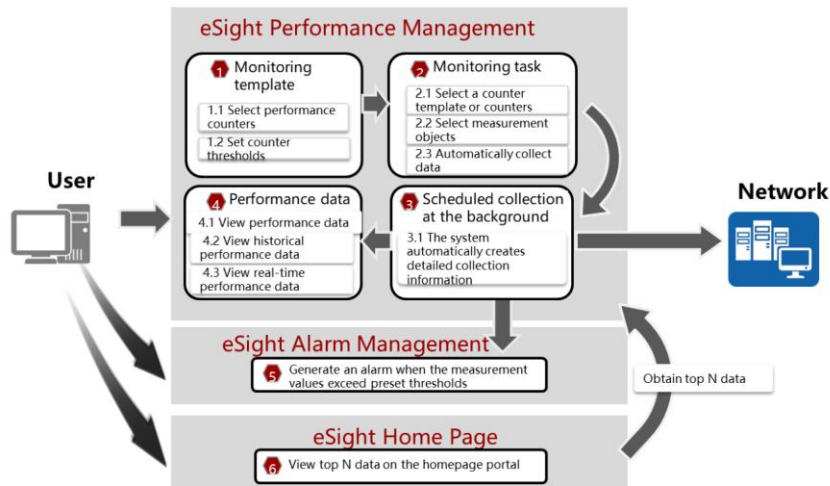 eSight Performance Management
1 Monitoring
template
1.1 Select performance
counters
1.2 Set counter
thresholds
2 Monitoring task
2.1 Select a counter
template or counters
2.2 Select measurement
objects
2.3 Automatically collect
data
User
4 Performance data
4.1 View performance data
4.2 View historical
performance data
4.3 View real-time
performance data
3 Scheduled collection
at the background
3.1 The system
automatically creates
detailed collection
information
Network
eSight Alarm Management
5 Generate an alarm when the measurement
values exceed preset thresholds
Obtain top N data
eSight Home Page
6 View top N data on the homepage portal